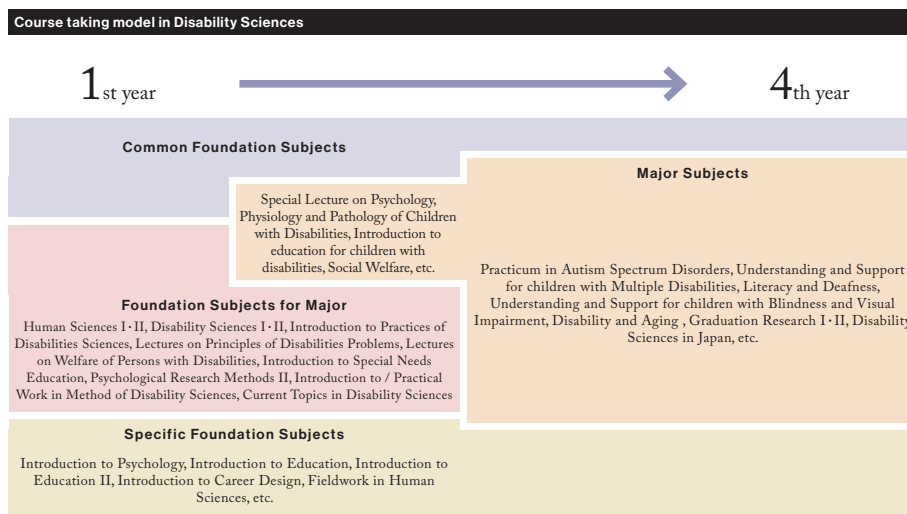 Course taking model in Disability Sciences
1st year
4th year
Common Foundation Subjects
Special Lecture on Psychology,
Physiology and Pathology of Children
with Disabilities, Introduction to
education for children with
disabilities, Social Welfare, etc.
Major Subjects
Practicum in Autism Spectrum Disorders, Understanding and Support
for children with Multiple Disabilities, Literacy and Deafness,
Understanding and Support for children with Blindness and Visual
Impairment, Disability and Aging , Graduation Research I·II, Disability
Sciences in Japan, etc.
Foundation Subjects for Major
Human Sciences I·II, Disability Sciences I·II, Introduction to Practices of
Disabilities Sciences, Lectures on Principles of Disabilities Problems, Lectures
on Welfare of Persons with Disabilities, Introduction to Special Needs
Education, Psychological Research Methods II, Introduction to / Practical
Work in Method of Disability Sciences, Current Topics in Disability Sciences
Specific Foundation Subjects
Introduction to Psychology, Introduction to Education, Introduction to
Education II, Introduction to Career Design, Fieldwork in Human
Sciences, etc.